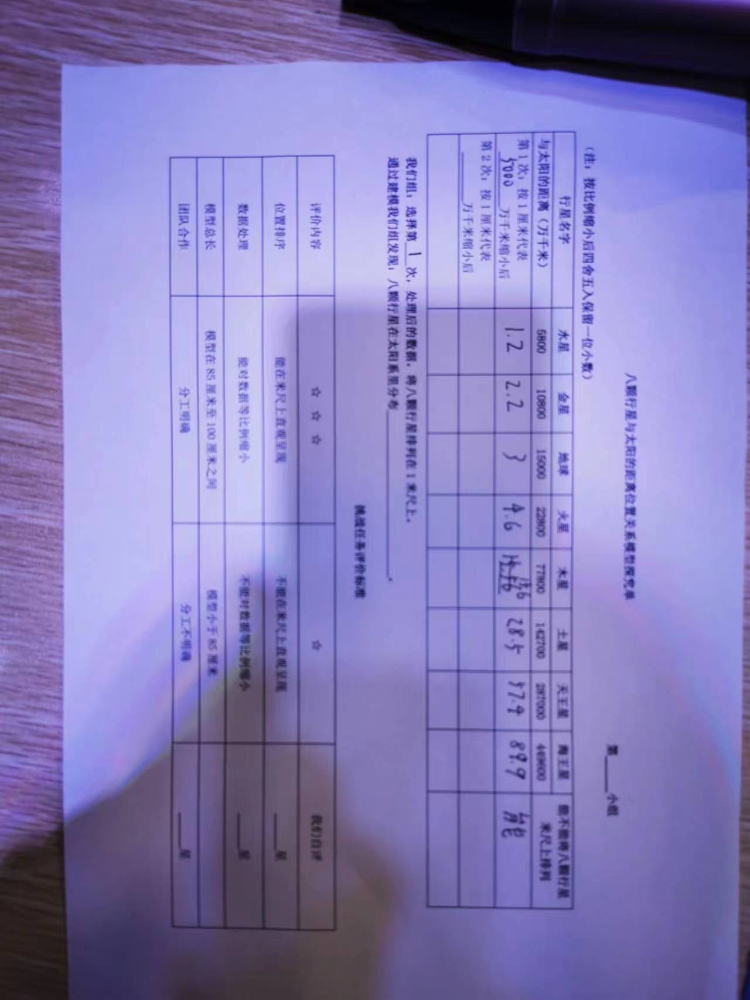 八颗行星与太阳的距离位置关系模型探究单
第____小组
（注：按比例缩小后四舍五入保留一位小数）
行星名字 水星 金星 地球 火星 木星 土星 天王星 海王星 能不能将八颗行星米尺上排列
与太阳的距离（万千米） 5800 10800 15000 22800 77800 142700 287000 449800
第1次：按1厘米代表 5000 万千米缩小后 1.2 2.2 3 4.6 15.6 28.5 57.4 89.9 能
第2次：按1厘米代表____万千米缩小后
我们组：选择第 1 次，处理后的数据，将八颗行星排列在1米尺上。
通过建模我们组发现：八颗行星在太阳系里分布____________。
挑战任务评价标准
评价内容 ☆ ☆ ☆ ☆ 我们自评
位置排序 能在米尺上直观呈现 不能在米尺上直观呈现 ____星
数据处理 能对数据等比例缩小 不能对数据等比例缩小 ____星
模型总长 模型在85厘米至100厘米之间 模型小于85厘米
团队合作 分工明确 分工不明确 ____星